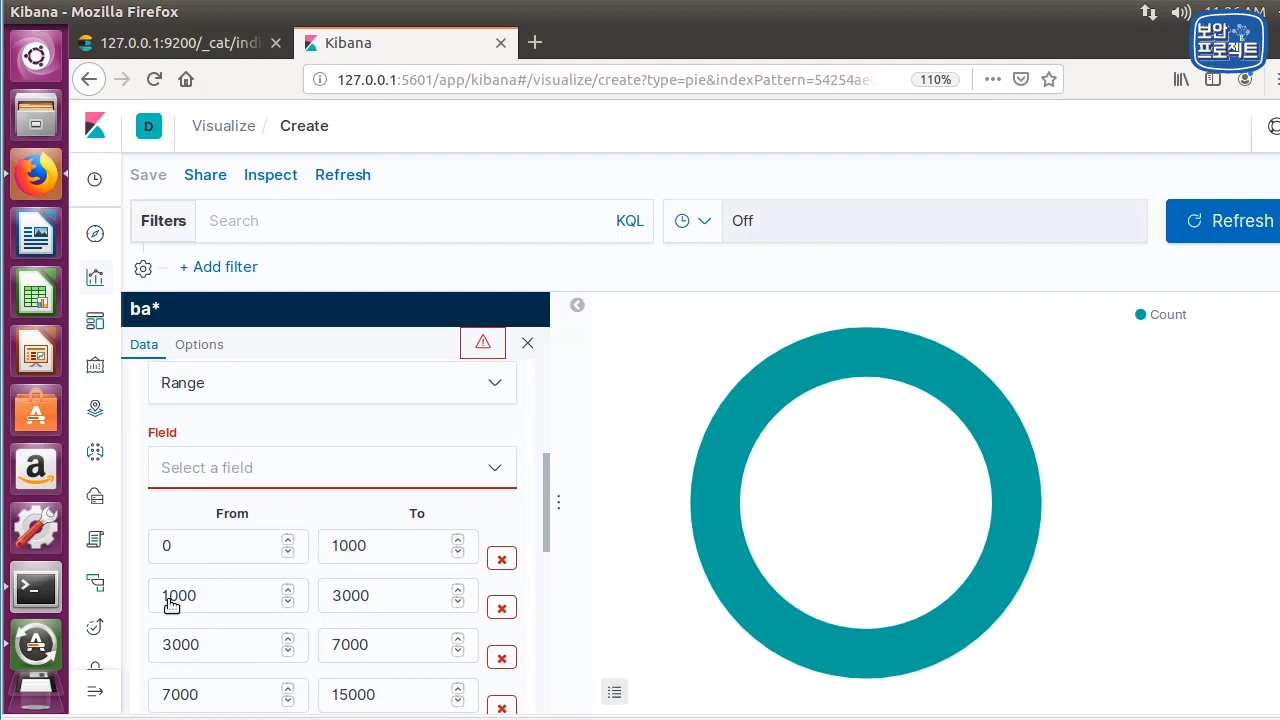 Kibana - Mozilla Firefox
보안
프로젝트
127.0.0.1:9200/_cat/indi
Kibana
127.0.0.1:5601/app/kibana#/visualize/create?type=pie&indexPattern=54254ae
110%
D
Visualize / Create
Save Share Inspect Refresh
Filters Search KQL Off Refresh
+ Add filter
ba*
Count
Data Options
Range
Field
Select a field
From To
0 1000
1000 3000
3000 7000
7000 15000